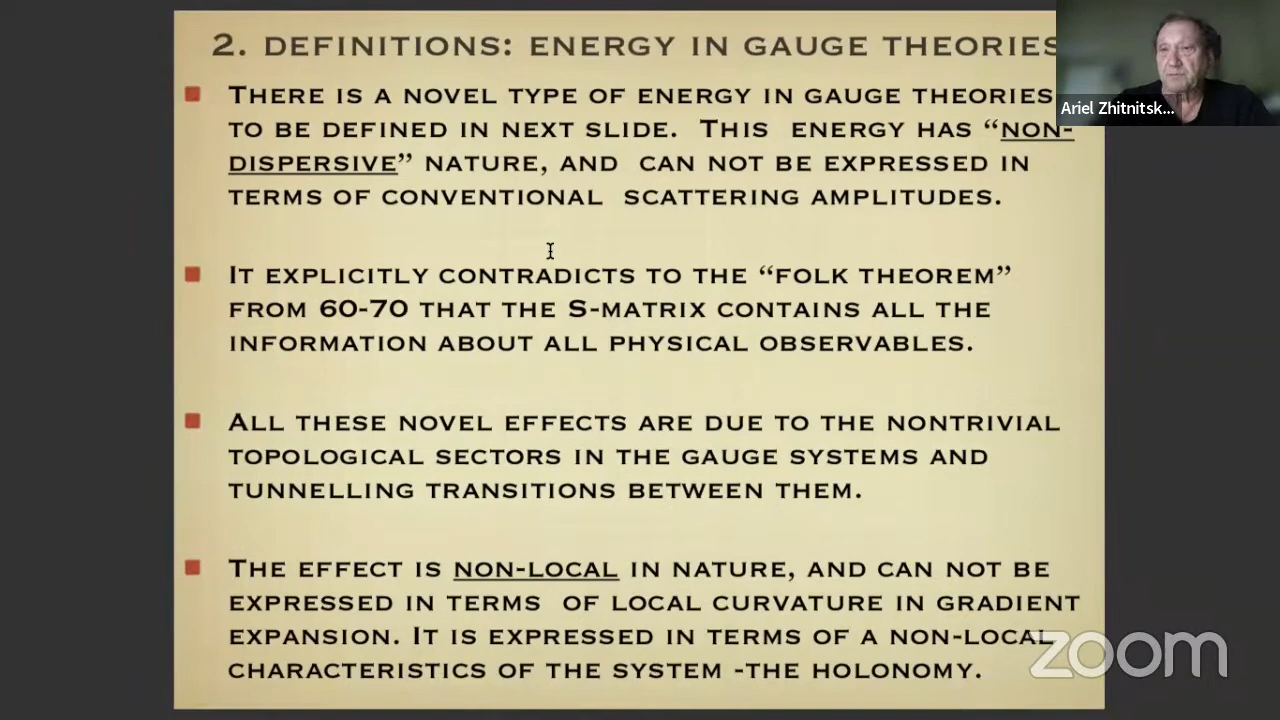 2. DEFINITIONS: ENERGY IN GAUGE THEORIES
THERE IS A NOVEL TYPE OF ENERGY IN GAUGE THEORIES
TO BE DEFINED IN NEXT SLIDE. THIS ENERGY HAS “NON-
DISPERSIVE” NATURE, AND CAN NOT BE EXPRESSED IN
TERMS OF CONVENTIONAL SCATTERING AMPLITUDES.
IT EXPLICITLY CONTRADICTS TO THE “FOLK THEOREM”
FROM 60-70 THAT THE S-MATRIX CONTAINS ALL THE
INFORMATION ABOUT ALL PHYSICAL OBSERVABLES.
ALL THESE NOVEL EFFECTS ARE DUE TO THE NONTRIVIAL
TOPOLOGICAL SECTORS IN THE GAUGE SYSTEMS AND
TUNNELLING TRANSITIONS BETWEEN THEM.
THE EFFECT IS NON-LOCAL IN NATURE, AND CAN NOT BE
EXPRESSED IN TERMS OF LOCAL CURVATURE IN GRADIENT
EXPANSION. IT IS EXPRESSED IN TERMS OF A NON-LOCAL
CHARACTERISTICS OF THE SYSTEM -THE HOLONOMY.
Ariel Zhitnitsk...
zoom